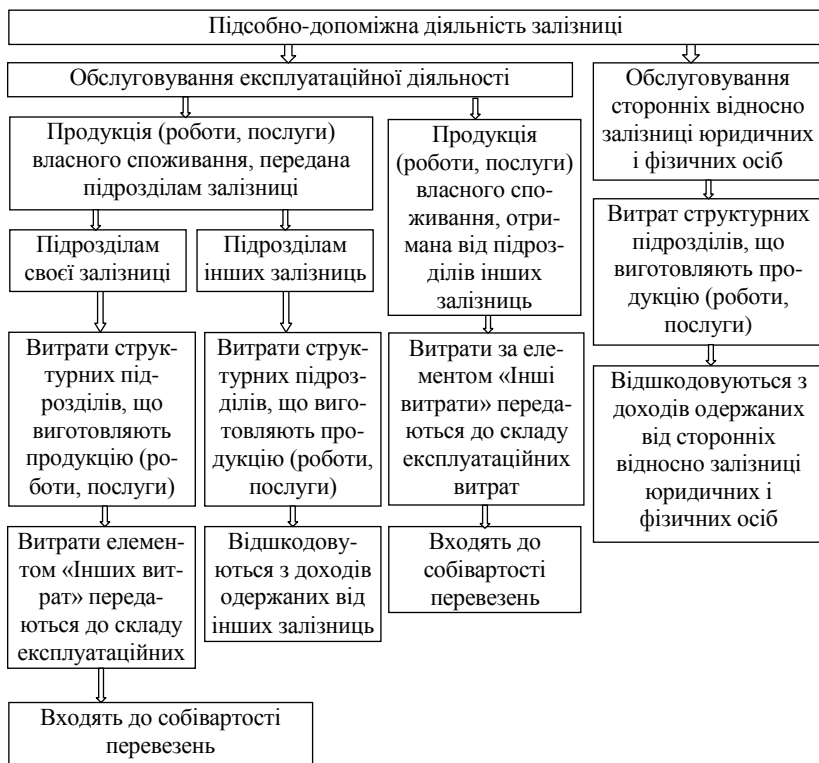 Підсобно-допоміжна діяльність залізниці
Обслуговування експлуатаційної діяльності
Обслуговування
сторонніх відносно
залізниці юридичних
і фізичних осіб
Продукція (роботи, послуги)
власного споживання, передана
підрозділам залізниці
Продукція
(роботи, послуги)
власного спо-
живання, отри-
мана від підроз-
ділів інших
залізниць
Підрозділам
своєї залізниці
Підрозділам
інших залізниць
Витрат структурних
підрозділів, що
виготовляють про-
дукцію (роботи,
послуги)
Витрати струк-
турних під-
розділів, що
виготовляють
продукцію (ро-
боти, послуги)
Витрати струк-
турних підроз-
ділів, що виго-
товляють про-
дукцію (роботи,
послуги)
Витрати за еле-
ментом «Інші
витрати» переда-
ються до складу
експлуатаційних
витрат
Відшкодовуються з
доходів одержаних
від сторонніх
відносно залізниці
юридичних і
фізичних осіб
Витрати елемен-
том «Інших вит-
рат» переда-
ються до складу
експлуатаційних
Відшкодову-
ються з доходів
одержаних від
інших залізниць
Входять до
собівартості
перевезень
Входять до собівартості
перевезень